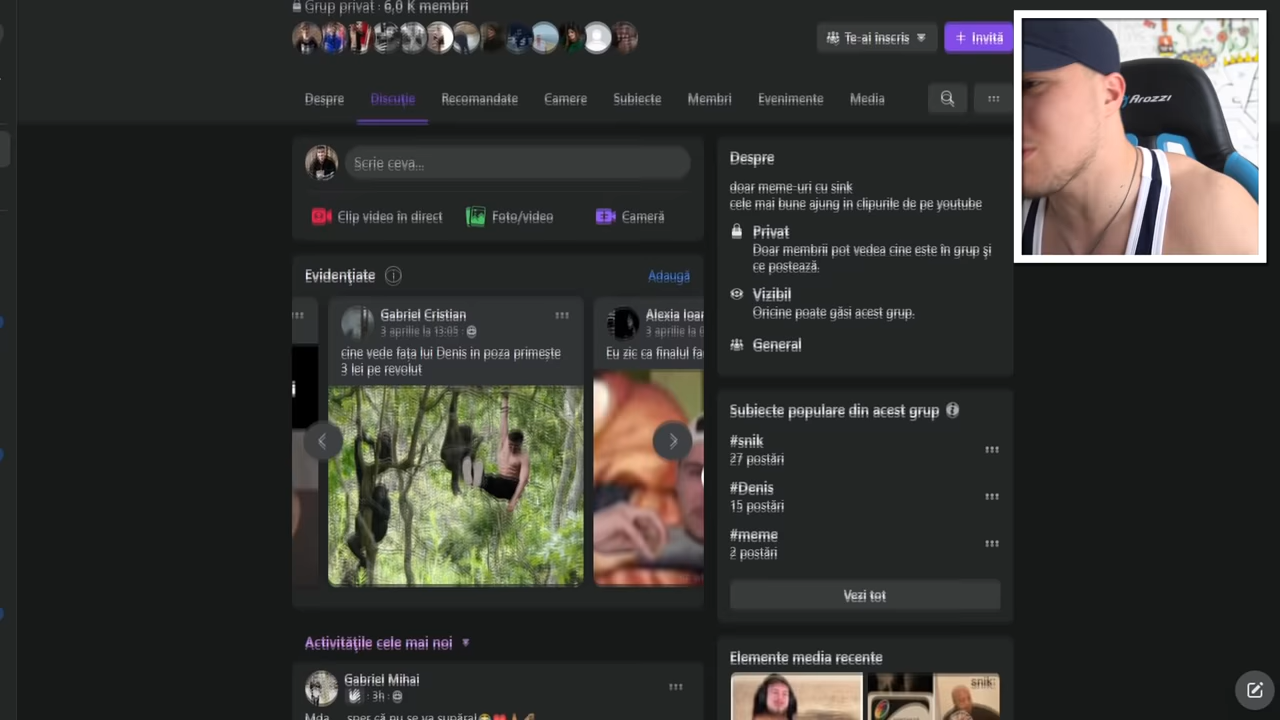 Grup privat · 6,0 K membri
Te-ai înscris
+ Invită
Despre
Discuție
Recomandate
Camere
Subiecte
Membri
Evenimente
Media
Scrie ceva...
Clip video în direct
Foto/video
Cameră
Evidențiate
Adaugă
Gabriel Cristian
3 aprilie la 13:05 ·
cine vede fața lui Denis in poza primește
3 lei pe revolut
Alexia Ioar
3 aprilie la
Eu zic ca finalul fa
Despre
doar meme-uri cu sink
cele mai bune ajung in clipurile de pe youtube
Privat
Doar membrii pot vedea cine este în grup și
ce postează.
Vizibil
Oricine poate găsi acest grup.
General
Subiecte populare din acest grup
#snik
27 postări
#Denis
15 postări
#meme
2 postări
Vezi tot
Activitățile cele mai noi
Gabriel Mihai
· 3h ·
Mda.... sper că nu se va supăra!
Elemente media recente
snik:
AROZZI